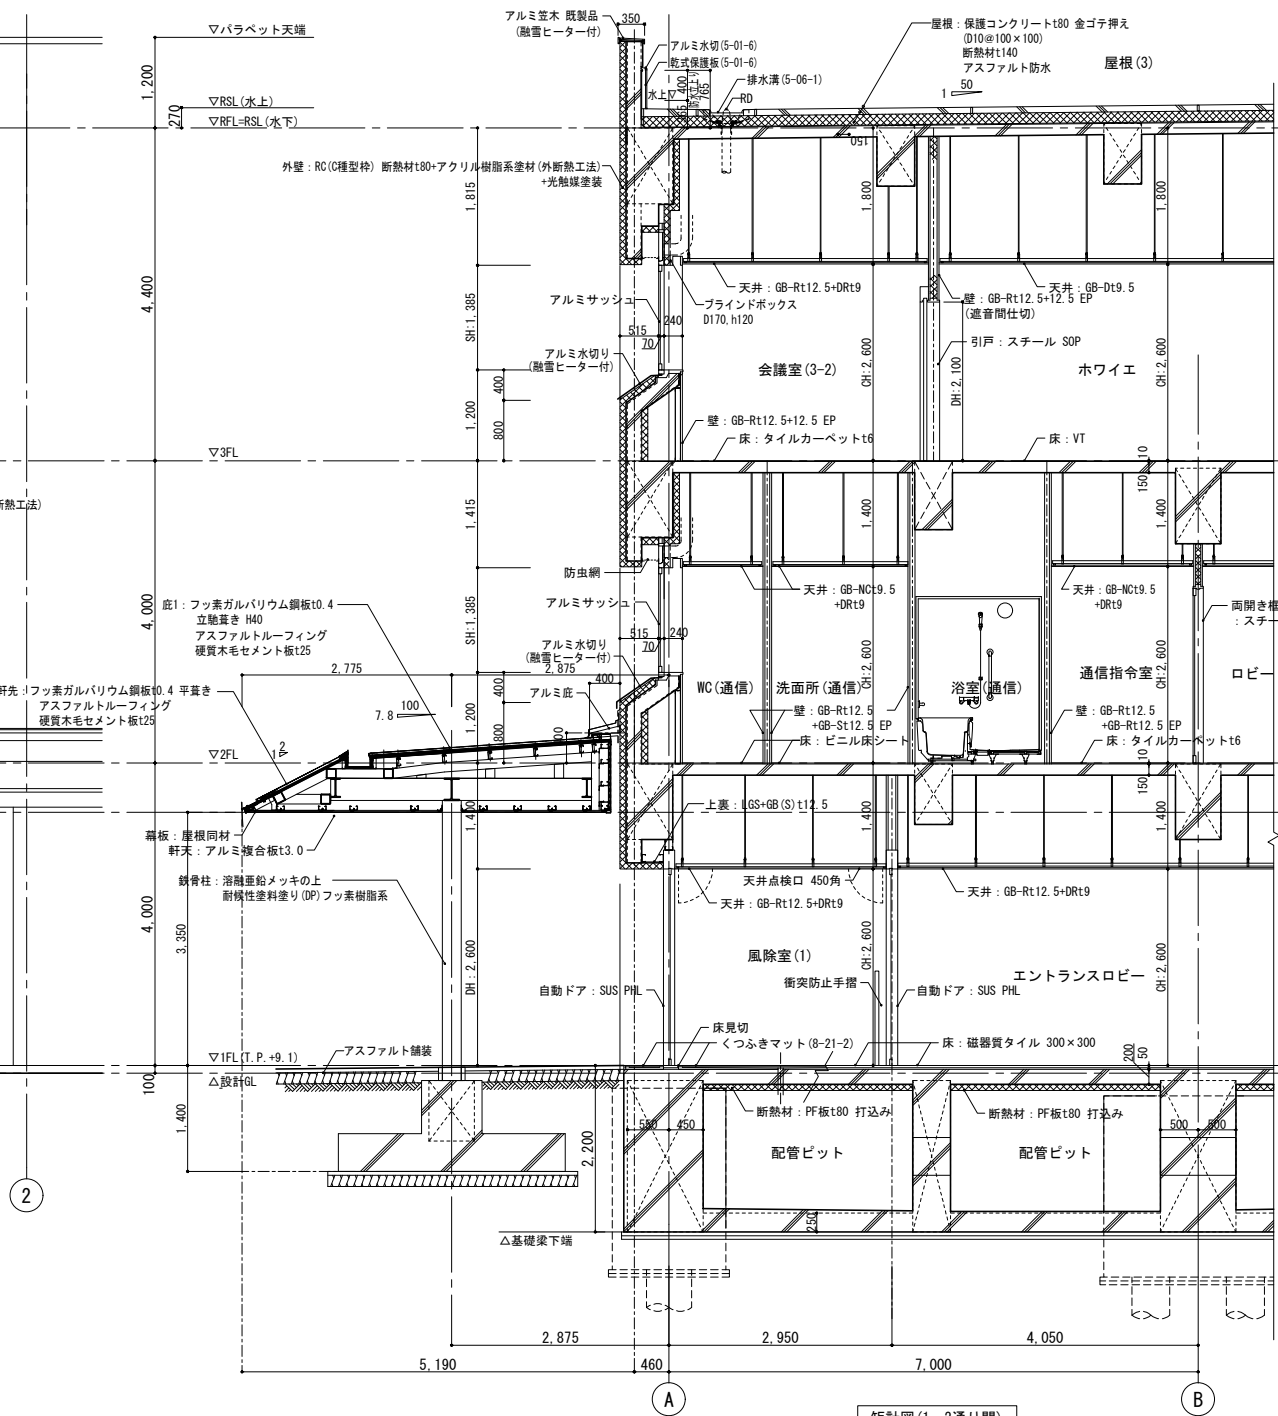 アルミ笠木 既製品
(融雪ヒーター付)
350
▽パラペット天端
屋根：保護コンクリートt80 金ゴテ押え
(D10@100×100)
断熱材t140
アスファルト防水
屋根(3)
アルミ水切(5-01-6)
乾式保護板(5-01-6)
排水溝(5-06-1)
RD
水上▽
400
765
防水立上り
365
50
1
1,200
270
▽RSL(水上)
▽RFL=RSL(水下)
150
外壁：RC(C種型枠) 断熱材t80+アクリル樹脂系塗材(外断熱工法)
+光触媒塗装
1,815
1,800
1,800
4,400
天井：GB-Rt12.5+DRt9
天井：GB-Dt9.5
アルミサッシュ
ブラインドボックス
D170,h120
壁：GB-Rt12.5+12.5 EP
(遮音間仕切)
SH:1,385
515
240
70
引戸：スチール SOP
アルミ水切り
(融雪ヒーター付)
会議室(3-2)
CH:2,600
DH:2,100
ホワイエ
CH:2,600
400
1,200
800
壁：GB-Rt12.5+12.5 EP
床：タイルカーペットt6
床：VT
▽3FL
10
150
断熱工法)
1,415
1,400
1,400
防虫網
天井：GB-NCt9.5
+DRt9
天井：GB-NCt9.5
+DRt9
庇1：フッ素ガルバリウム鋼板t0.4
立馳葺き H40
アスファルトルーフィング
硬質木毛セメント板t25
アルミサッシュ
両開き框
：スチー
4,000
SH:1,385
515
240
70
アルミ水切り
(融雪ヒーター付)
2,775
2,875
400
CH:2,600
CH:2,600
WC(通信)
洗面所(通信)
浴室(通信)
通信指令室
ロビー
軒先：フッ素ガルバリウム鋼板t0.4 平葺き
アスファルトルーフィング
硬質木毛セメント板t25
アルミ庇
400
1,200
800
100
7.8
壁：GB-Rt12.5
+GB-St12.5 EP
壁：GB-Rt12.5
+GB-Rt12.5 EP
床：ビニル床シート
床：タイルカーペットt6
▽2FL
2
1
10
150
上裏：LGS+GB(S)t12.5
1,400
1,400
1,400
幕板：屋根同材
軒天：アルミ複合板t3.0
鉄骨柱：溶融亜鉛メッキの上
耐候性塗料塗り(DP)フッ素樹脂系
天井点検口 450角
天井：GB-Rt12.5+DRt9
天井：GB-Rt12.5+DRt9
4,000
3,350
DH:2,600
CH:2,600
CH:2,600
風除室(1)
エントランスロビー
自動ドア：SUS PHL
衝突防止手摺
自動ドア：SUS PHL
床見切
くつふきマット(8-21-2)
床：磁器質タイル 300×300
▽1FL(T.P.+9.1)
アスファルト舗装
200
50
△設計GL
100
1,400
断熱材：PF板t80 打込み
断熱材：PF板t80 打込み
550
450
500
500
2,200
配管ピット
配管ピット
250
△基礎梁下端
2
2,875
2,950
4,050
5,190
460
7,000
A
B
矩計図(1－2通り間)